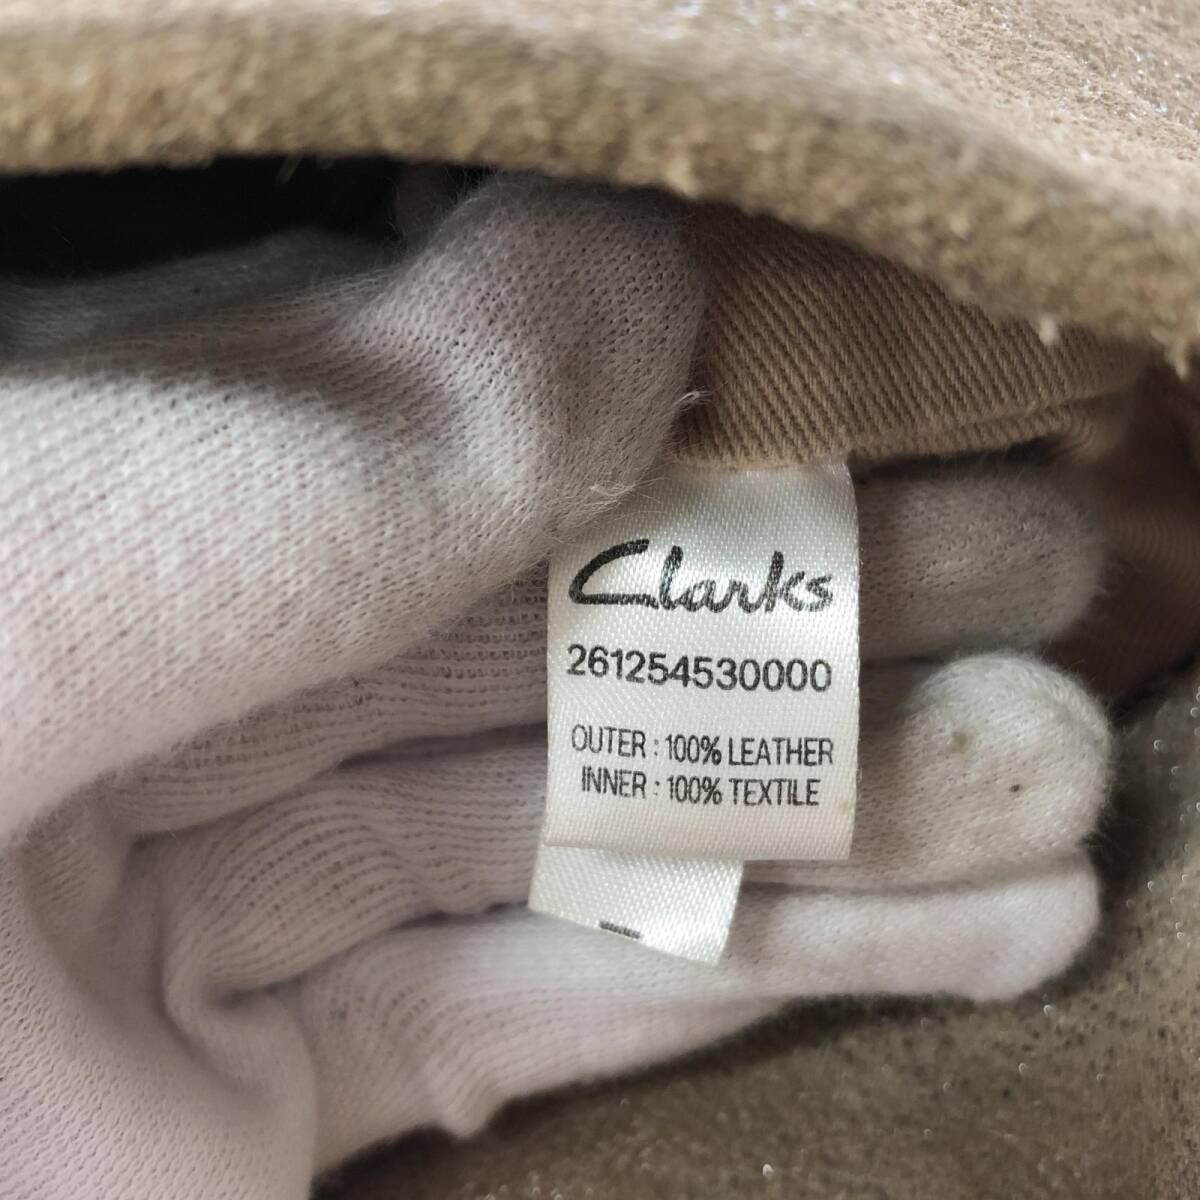 Clarks
261254530000
OUTER : 100% LEATHER
INNER : 100% TEXTILE